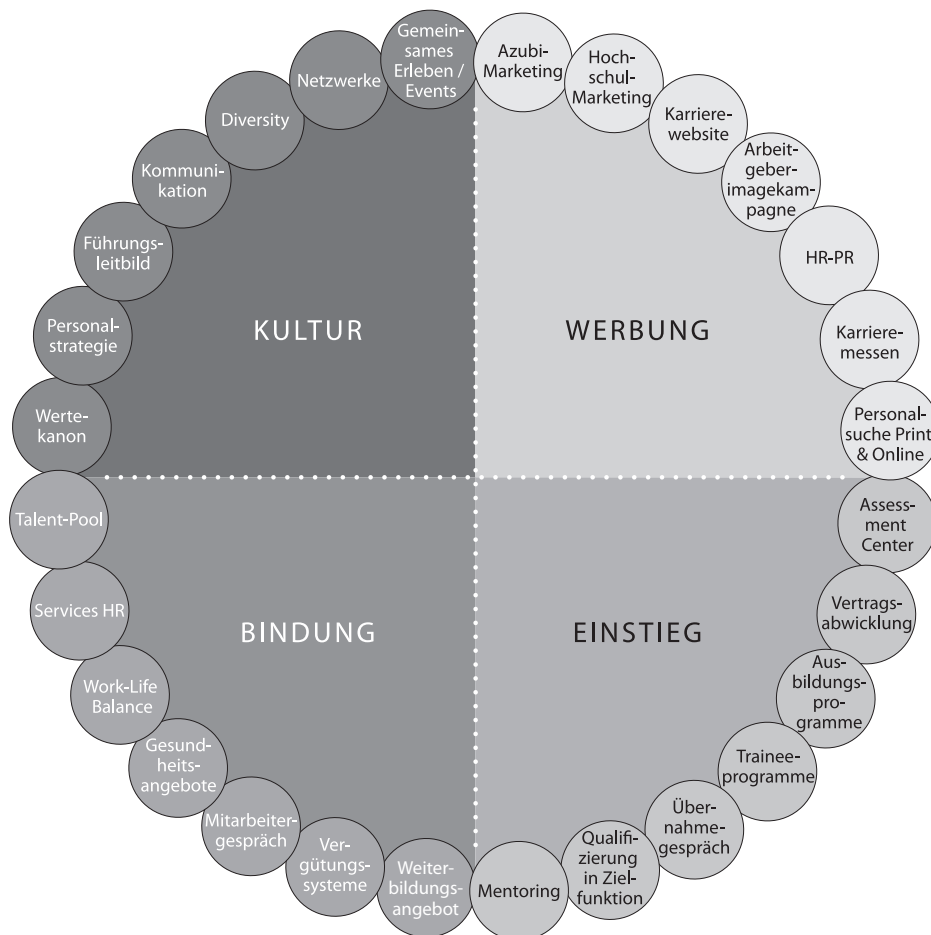 Gemein-
sames
Erleben /
Events
Azubi-
Marketing
Hoch-
schul-
Marketing
Karriere-
website
Arbeit-
geber-
imagekam-
pagne
HR-PR
Karriere-
messen
Personal-
suche Print
& Online
Assess-
ment
Center
Vertrags-
abwicklung
Aus-
bildungs-
pro-
gramme
Trainee-
programme
Über-
nahme-
gespräch
Qualifi-
zierung
in Ziel-
funktion
Mentoring
Weiter-
bildungs-
angebot
Ver-
gütungs-
systeme
Mitarbeiter-
gespräch
Gesund-
heits-
angebote
Work-Life
Balance
Services HR
Talent-Pool
Werte-
kanon
Personal-
strategie
Führungs-
leitbild
Kommuni-
kation
Diversity
Netzwerke
KULTUR
WERBUNG
BINDUNG
EINSTIEG